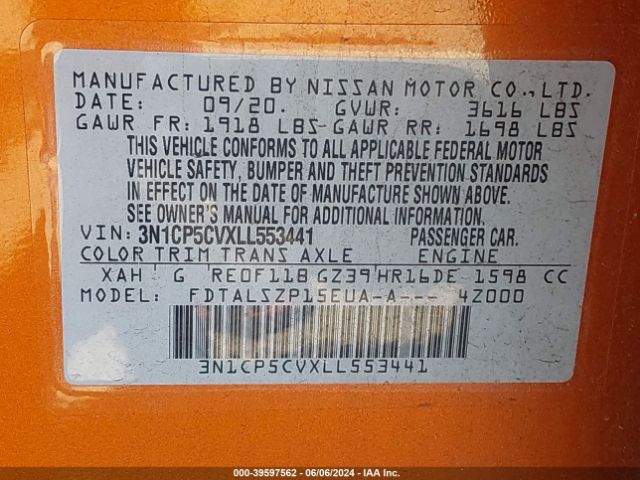 MANUFACTURED BY NISSAN MOTOR CO., LTD.
DATE: 09/20. GVWR: 3616 LBS
GAWR FR: 1918 LBS GAWR RR: 1698 LBS
THIS VEHICLE CONFORMS TO ALL APPLICABLE FEDERAL MOTOR
VEHICLE SAFETY, BUMPER AND THEFT PREVENTION STANDARDS
IN EFFECT ON THE DATE OF MANUFACTURE SHOWN ABOVE.
SEE OWNER'S MANUAL FOR ADDITIONAL INFORMATION.
VIN: 3N1CP5CVXLL553441 PASSENGER CAR.
COLOR TRIM TRANS AXLE ENGINE
XAH G RE0F11B GZ39 HR16DE 1598 CC
MODEL: FDTALSZP15EUA-A--- 4Z000
3N1CP5CVXLL553441
000-39597562 | 06/06/2024 | IAA Inc.